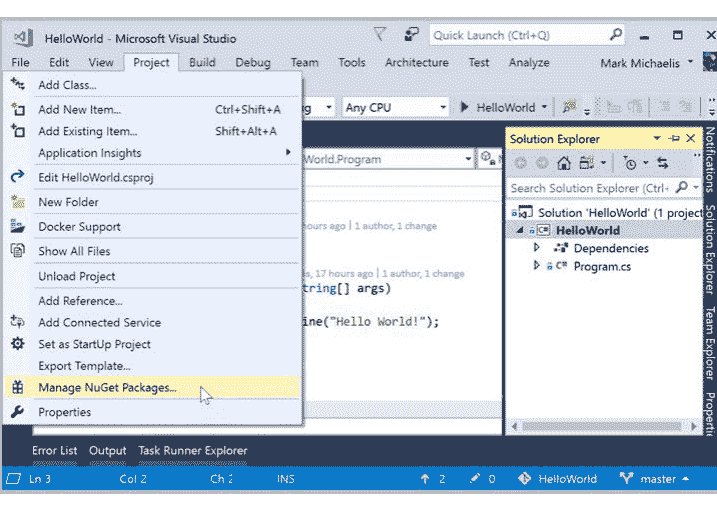 HelloWorld - Microsoft Visual Studio
Quick Launch (Ctrl+Q)
File Edit View Project Build Debug Team Tools Architecture Test Analyze Mark Michaelis
Any CPU HelloWorld
Add Class...
Add New Item... Ctrl+Shift+A
Add Existing Item... Shift+Alt+A
Application Insights
Edit HelloWorld.csproj
New Folder
Docker Support
Show All Files
Unload Project
Add Reference...
Add Connected Service
Set as StartUp Project
Export Template...
Manage NuGet Packages...
Properties
World.Program
hours ago | 1 author, 1 change
s, 17 hours ago | 1 author, 1 change
tring[] args)
ine("Hello World!");
Solution Explorer
Search Solution Explorer (Ctrl+
Solution 'HelloWorld' (1 project
HelloWorld
Dependencies
C# Program.cs
Notifications
Solution Explorer
Team Explorer
Properti
Error List Output Task Runner Explorer
Ln 3 Col 2 Ch 2 INS 2 0 HelloWorld master